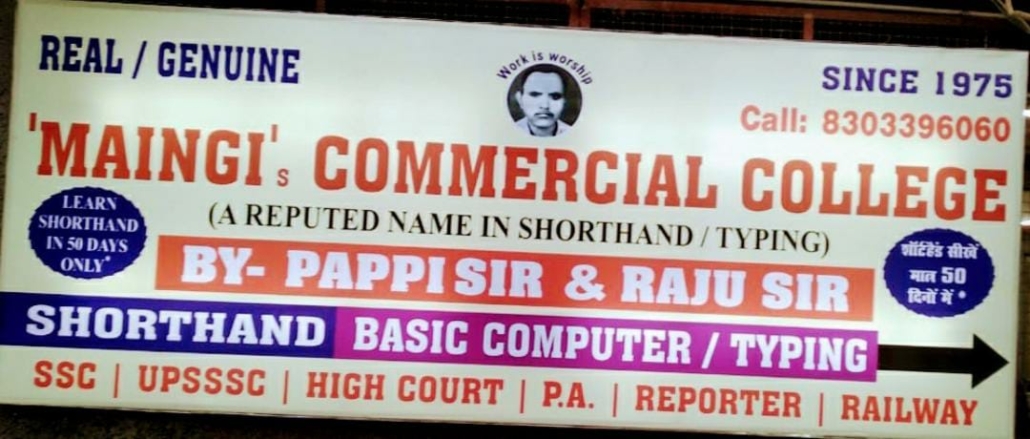 REAL / GENUINE
Work is worship
SINCE 1975
Call: 8303396060
'MAINGI's COMMERCIAL COLLEGE
(A REPUTED NAME IN SHORTHAND / TYPING)
LEARN
SHORTHAND
IN 50 DAYS
ONLY*
BY- PAPPI SIR & RAJU SIR
शॉर्टहैंड सीखें
मात्र 50
दिनों में *
SHORTHAND BASIC COMPUTER / TYPING
SSC | UPSSSC | HIGH COURT | P.A. | REPORTER | RAILWAY